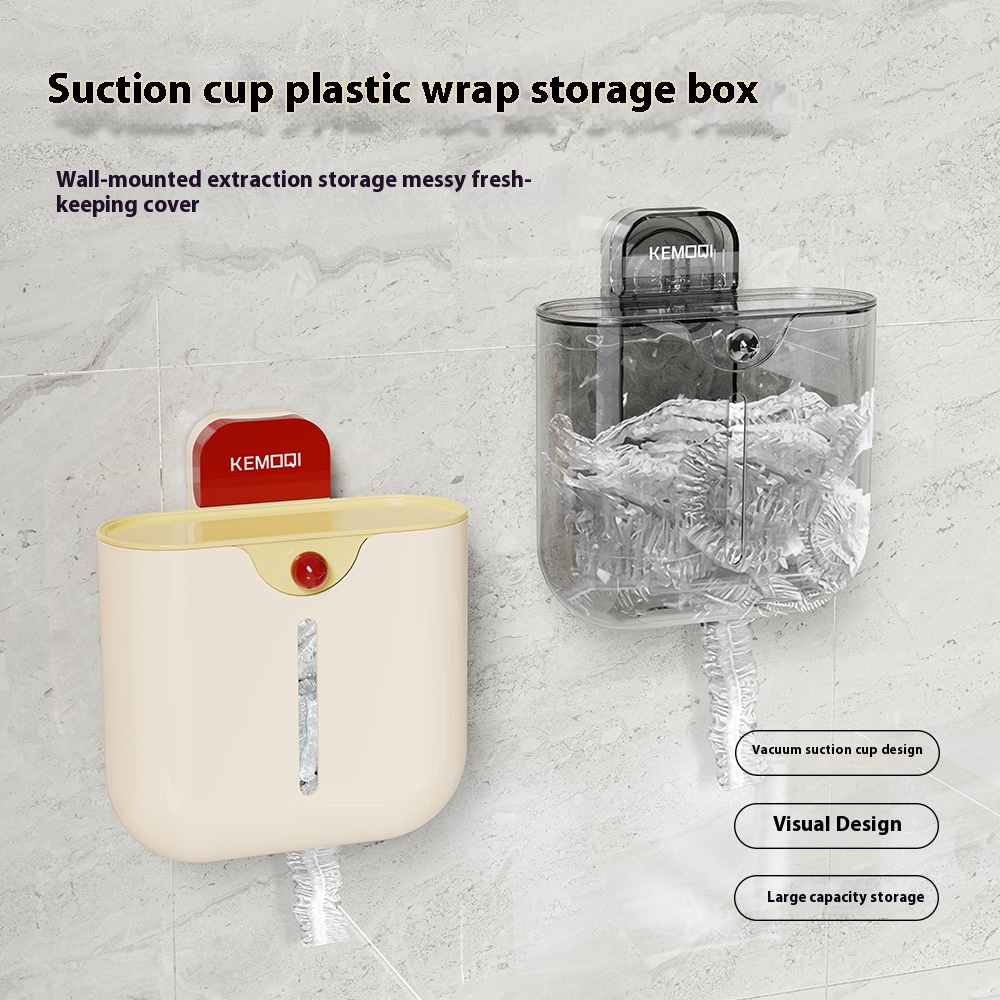 Suction cup plastic wrap storage box
Wall-mounted extraction storage messy fresh-
keeping cover
KEMOQI
KEMOQI
Vacuum suction cup design
Visual Design
Large capacity storage